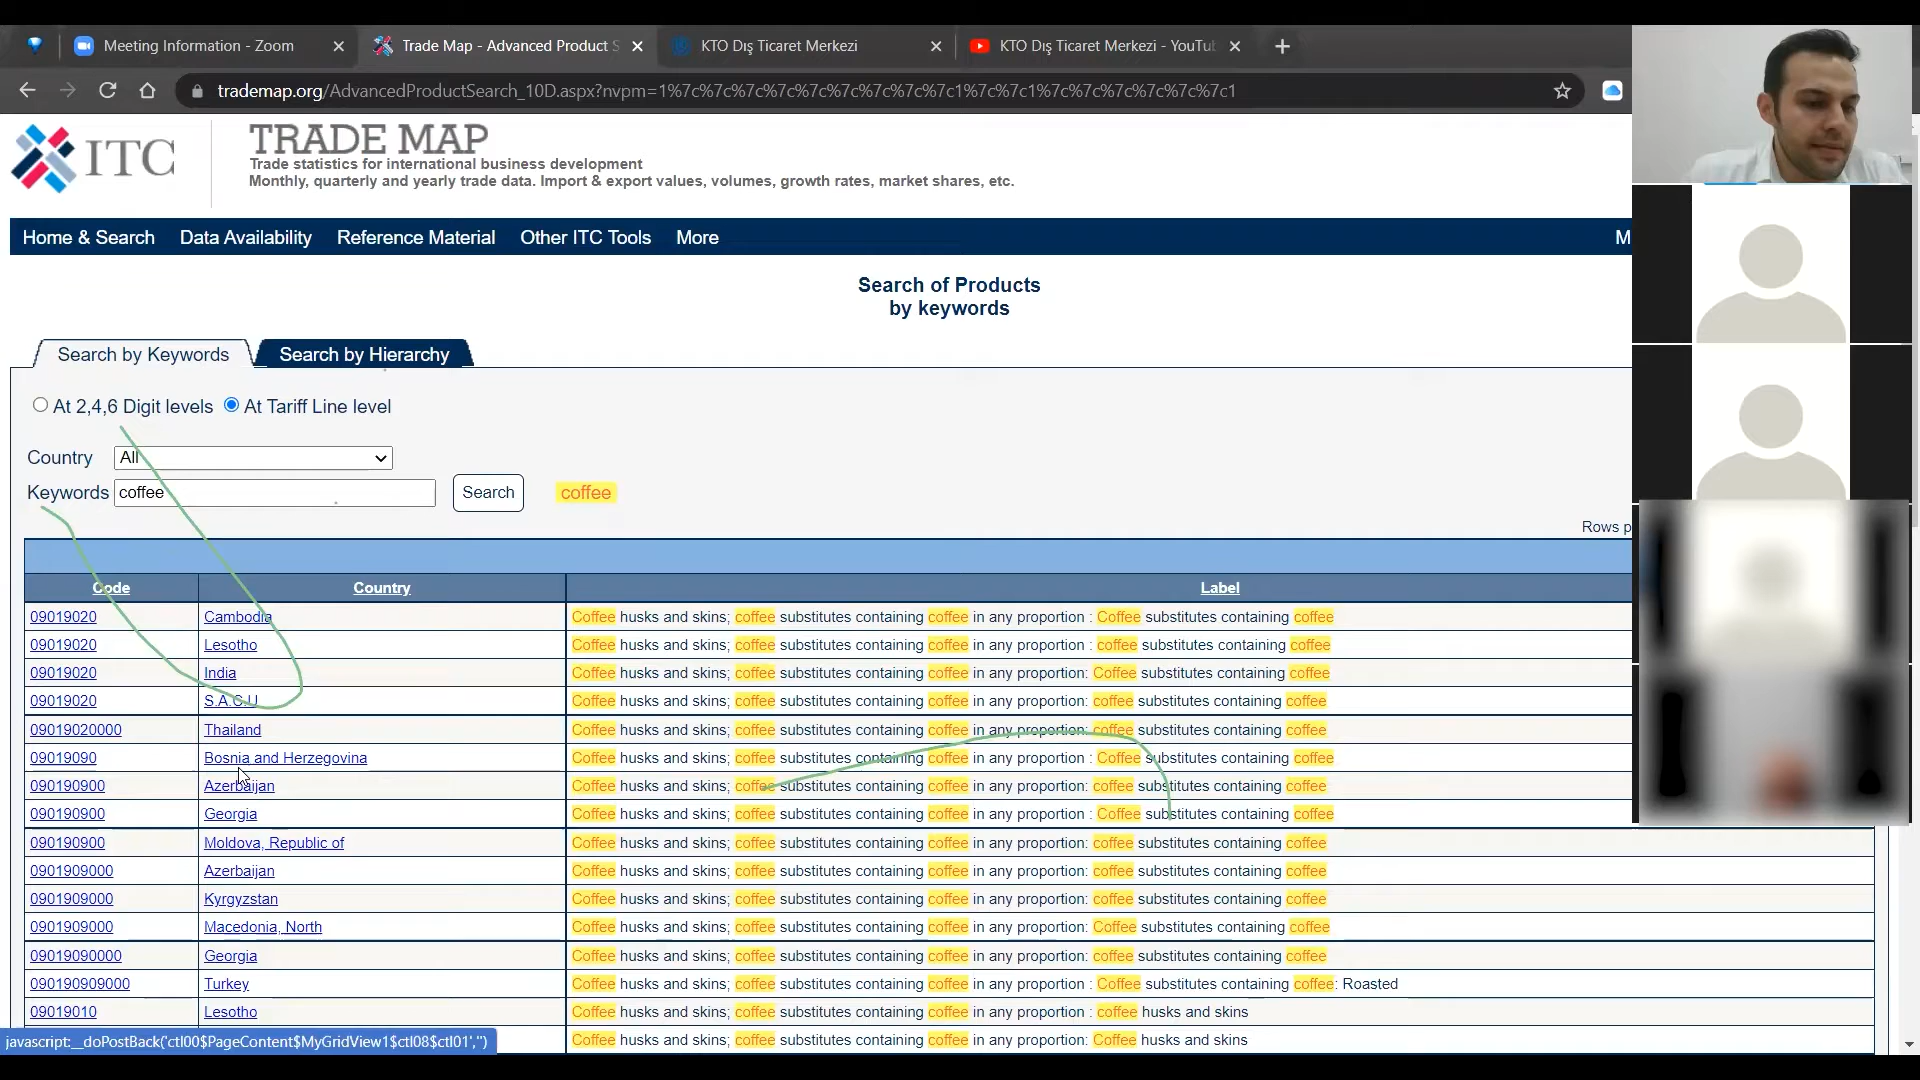 Meeting Information - Zoom
Trade Map - Advanced Product S
KTO Dış Ticaret Merkezi
KTO Dış Ticaret Merkezi - YouTu
trademap.org/AdvancedProductSearch_10D.aspx?nvpm=1%7c%7c%7c%7c%7c%7c%7c%7c%7c1%7c%7c1%7c%7c%7c%7c%7c%7c1
ITC
TRADE MAP
Trade statistics for international business development
Monthly, quarterly and yearly trade data. Import & export values, volumes, growth rates, market shares, etc.
Home & Search Data Availability Reference Material Other ITC Tools More M
Search of Products
by keywords
Search by Keywords Search by Hierarchy
At 2,4,6 Digit levels At Tariff Line level
Country All
Keywords coffee Search coffee
Rows p
Code Country Label
09019020 Cambodia Coffee husks and skins; coffee substitutes containing coffee in any proportion : Coffee substitutes containing coffee
09019020 Lesotho Coffee husks and skins; coffee substitutes containing coffee in any proportion : coffee substitutes containing coffee
09019020 India Coffee husks and skins; coffee substitutes containing coffee in any proportion: Coffee substitutes containing coffee
09019020 S.A.C.U Coffee husks and skins; coffee substitutes containing coffee in any proportion: coffee substitutes containing coffee
09019020000 Thailand Coffee husks and skins; coffee substitutes containing coffee in any proportion: coffee substitutes containing coffee
09019090 Bosnia and Herzegovina Coffee husks and skins; coffee substitutes containing coffee in any proportion : Coffee substitutes containing coffee
090190900 Azerbaijan Coffee husks and skins; coffee substitutes containing coffee in any proportion: coffee substitutes containing coffee
090190900 Georgia Coffee husks and skins; coffee substitutes containing coffee in any proportion : Coffee substitutes containing coffee
090190900 Moldova, Republic of Coffee husks and skins; coffee substitutes containing coffee in any proportion: coffee substitutes containing coffee
0901909000 Azerbaijan Coffee husks and skins; coffee substitutes containing coffee in any proportion: coffee substitutes containing coffee
0901909000 Kyrgyzstan Coffee husks and skins; coffee substitutes containing coffee in any proportion: coffee substitutes containing coffee
0901909000 Macedonia, North Coffee husks and skins; coffee substitutes containing coffee in any proportion: Coffee substitutes containing coffee
09019090000 Georgia Coffee husks and skins; coffee substitutes containing coffee in any proportion: coffee substitutes containing coffee
090190909000 Turkey Coffee husks and skins; coffee substitutes containing coffee in any proportion : Coffee substitutes containing coffee: Roasted
09019010 Lesotho Coffee husks and skins; coffee substitutes containing coffee in any proportion : coffee husks and skins
Coffee husks and skins; coffee substitutes containing coffee in any proportion: Coffee husks and skins
javascript:__doPostBack('ctl00$PageContent$MyGridView1$ctl08$ctl01','')